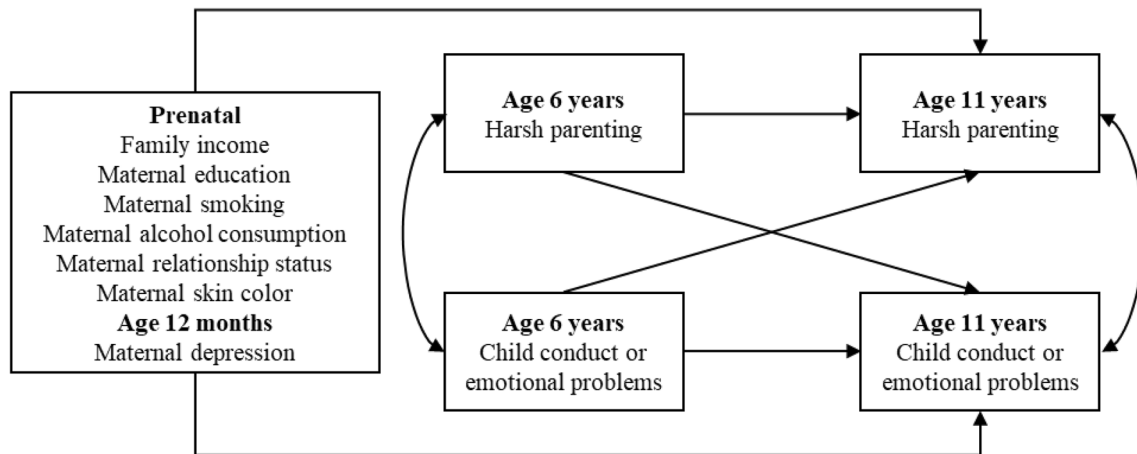 Prenatal
Family income
Maternal education
Maternal smoking
Maternal alcohol consumption
Maternal relationship status
Maternal skin color
Age 12 months
Maternal depression
Age 6 years
Harsh parenting
Age 11 years
Harsh parenting
Age 6 years
Child conduct or
emotional problems
Age 11 years
Child conduct or
emotional problems